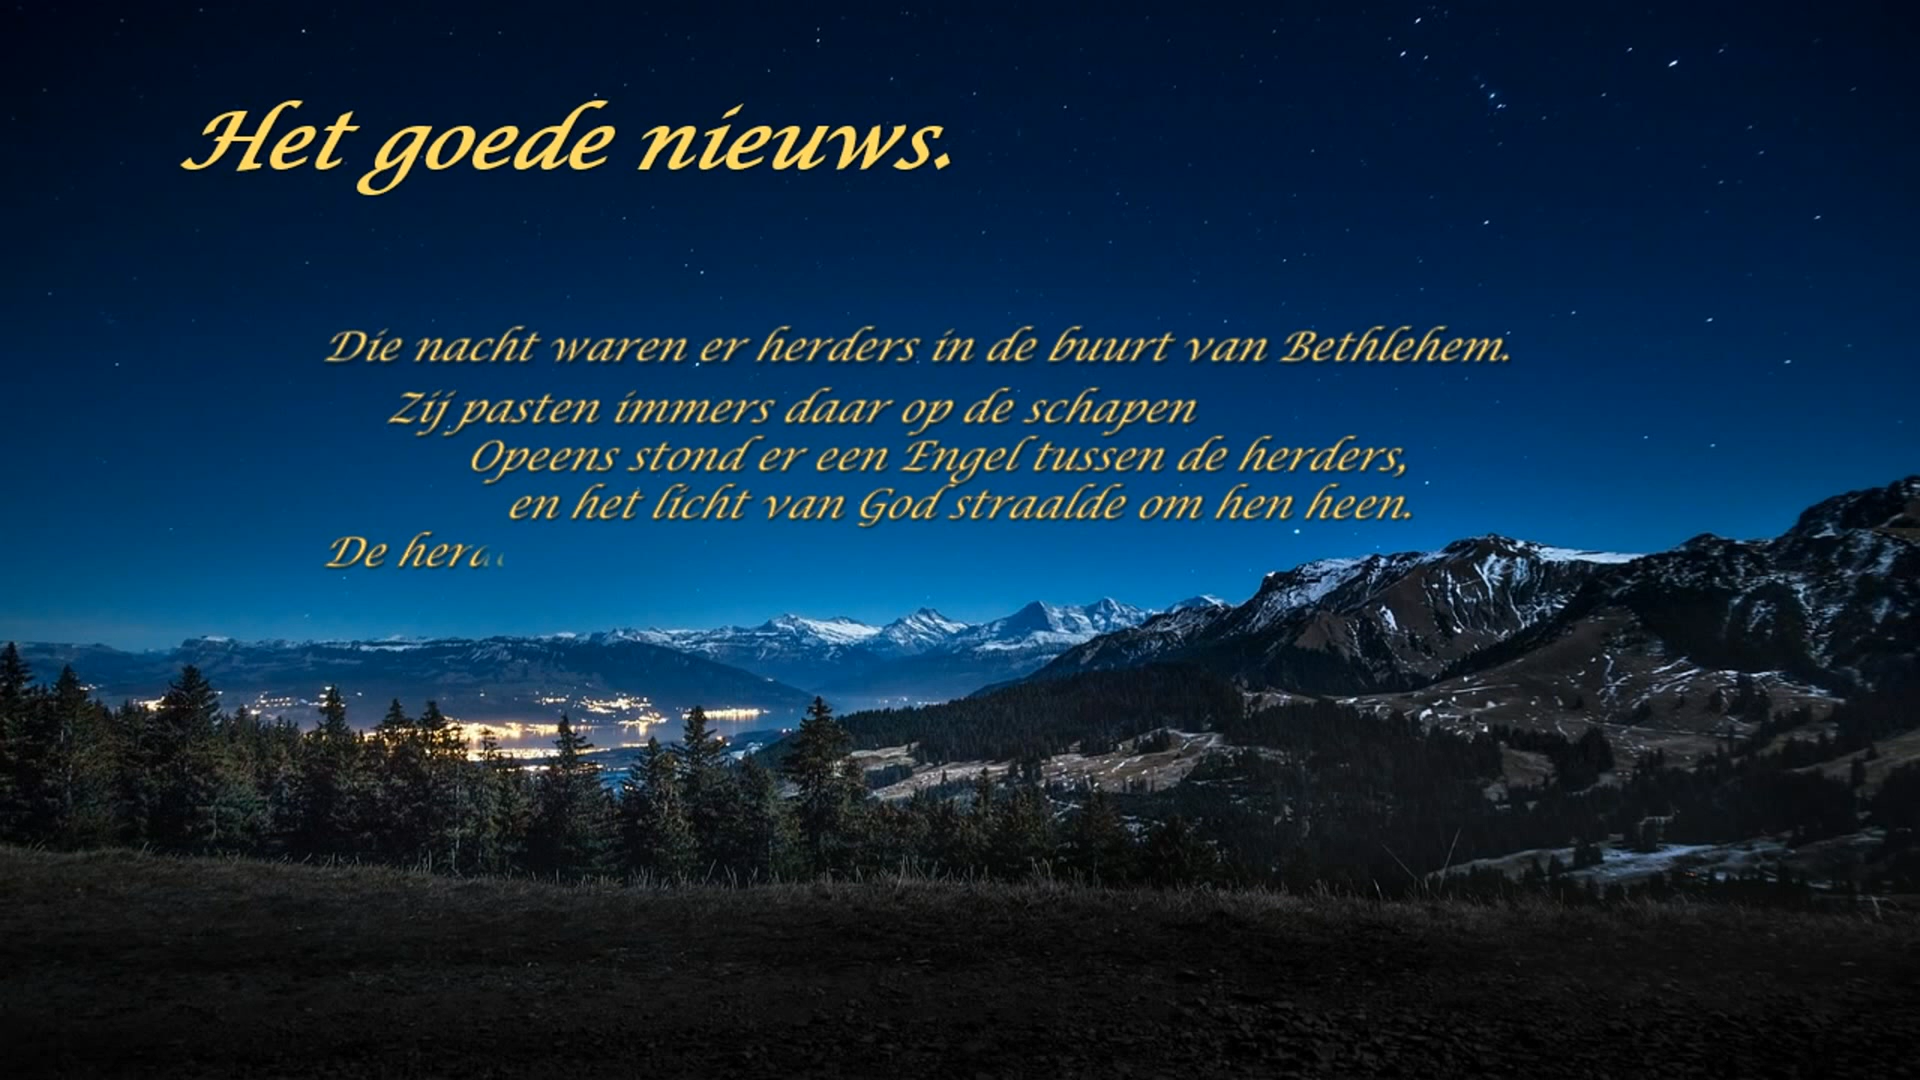 Het goede nieuws.
Die nacht waren er herders in de buurt van Bethlehem.
Zij pasten immers daar op de schapen
Opeens stond er een Engel tussen de herders,
en het licht van God straalde om hen heen.
De